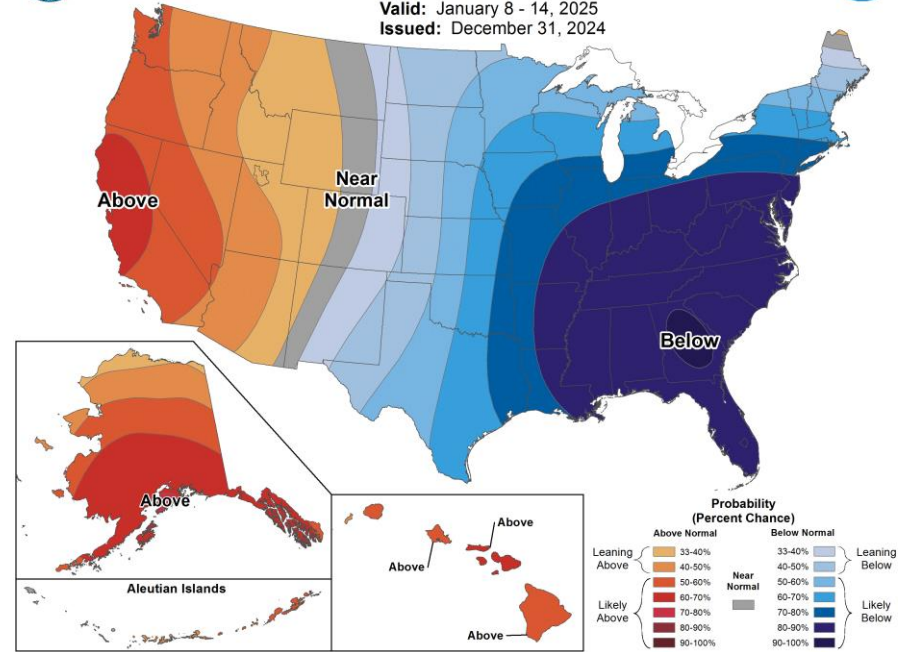 Valid: January 8 - 14, 2025
Issued: December 31, 2024
Above
Near
Normal
Below
Above
Aleutian Islands
Above
Above
Above
Probability
(Percent Chance)
Above Normal
Below Normal
Leaning
Above
33-40%
40-50%
Likely
Above
50-60%
60-70%
70-80%
80-90%
90-100%
Near
Normal
33-40%
40-50%
Leaning
Below
50-60%
60-70%
70-80%
80-90%
90-100%
Likely
Below